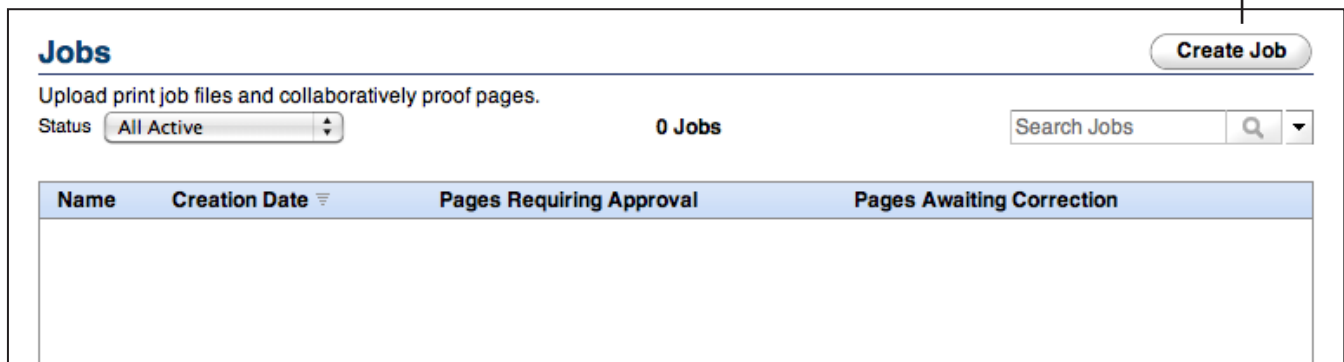 Jobs
Create Job
Upload print job files and collaboratively proof pages.
Status All Active 0 Jobs Search Jobs
Name Creation Date Pages Requiring Approval Pages Awaiting Correction